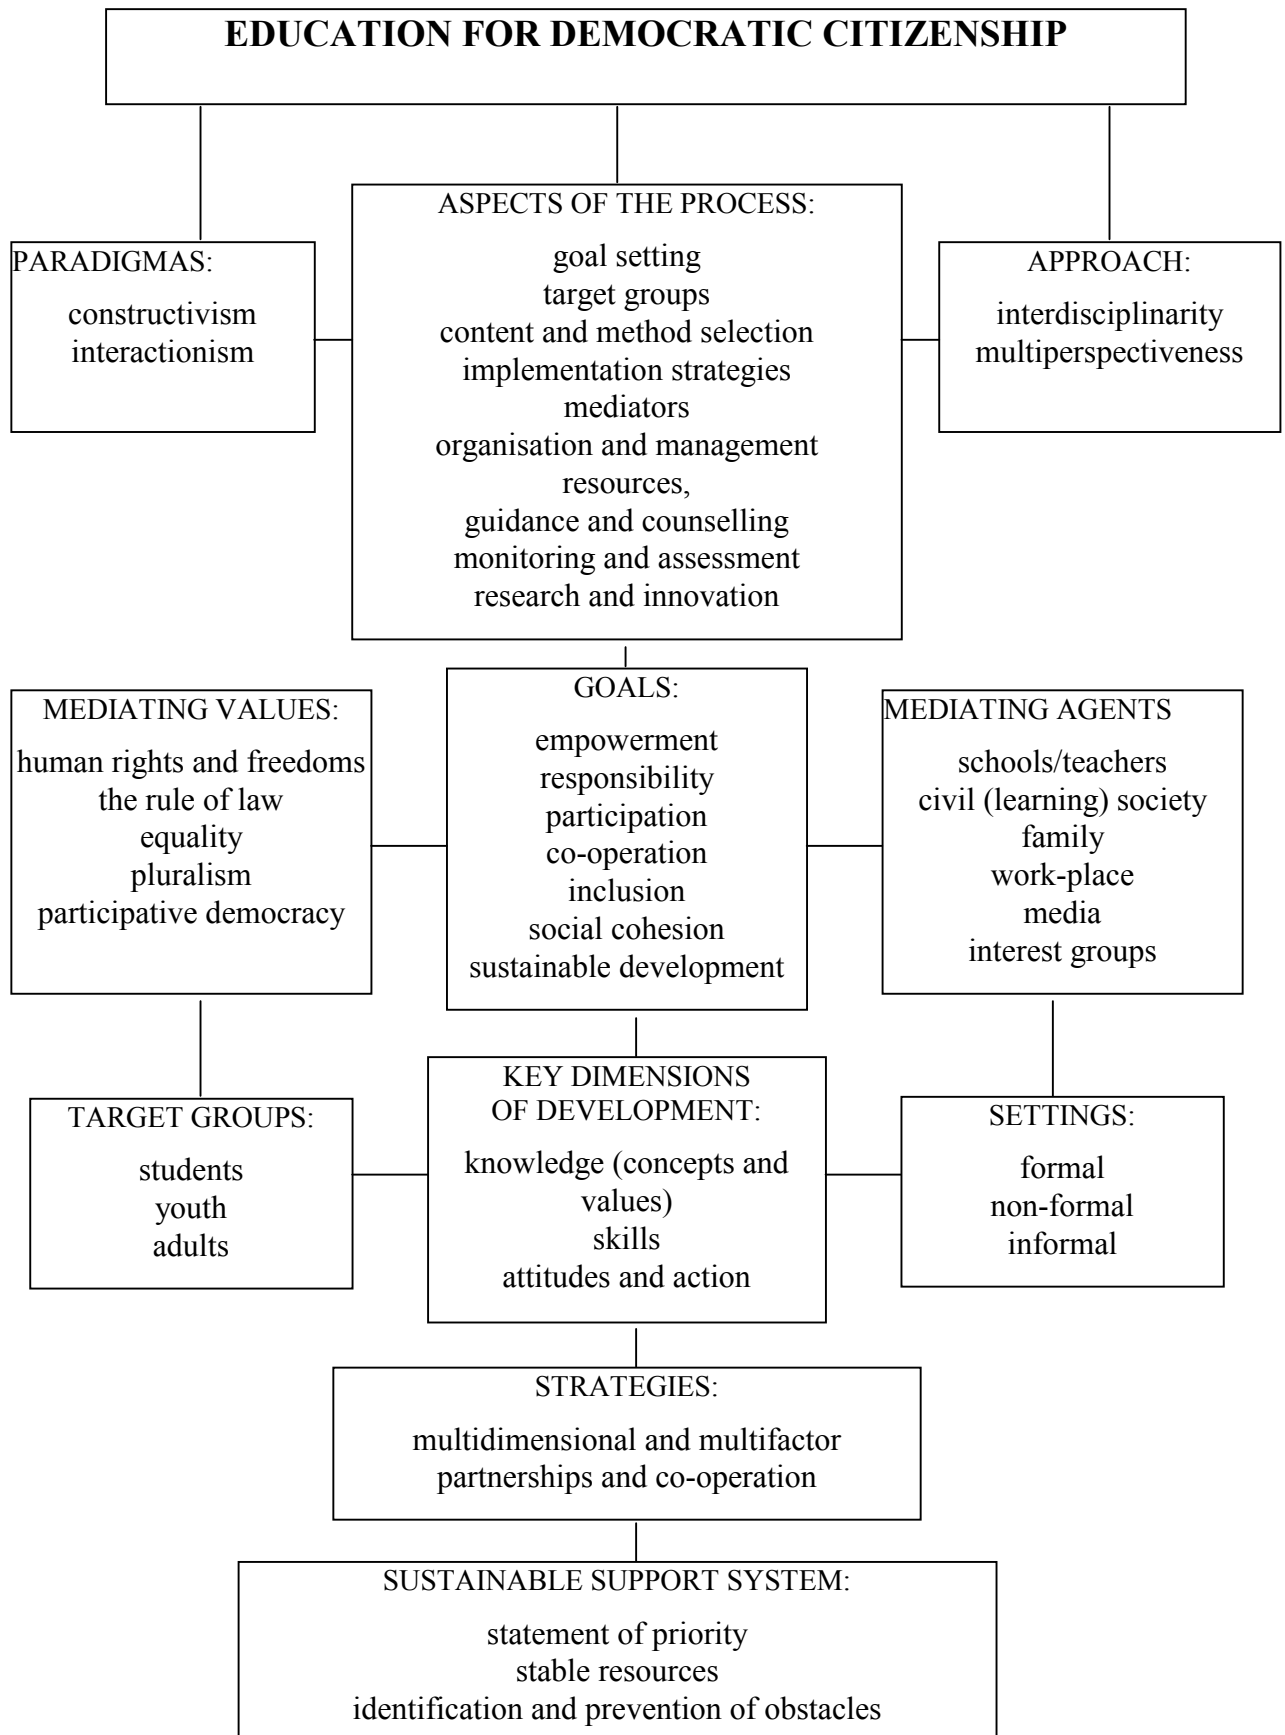 EDUCATION FOR DEMOCRATIC CITIZENSHIP
ASPECTS OF THE PROCESS:
goal setting
target groups
content and method selection
implementation strategies
mediators
organisation and management
resources,
guidance and counselling
monitoring and assessment
research and innovation
PARADIGMAS:
constructivism
interactionism
APPROACH:
interdisciplinarity
multiperspectiveness
MEDIATING VALUES:
human rights and freedoms
the rule of law
equality
pluralism
participative democracy
GOALS:
empowerment
responsibility
participation
co-operation
inclusion
social cohesion
sustainable development
MEDIATING AGENTS
schools/teachers
civil (learning) society
family
work-place
media
interest groups
TARGET GROUPS:
students
youth
adults
KEY DIMENSIONS
OF DEVELOPMENT:
knowledge (concepts and
values)
skills
attitudes and action
SETTINGS:
formal
non-formal
informal
STRATEGIES:
multidimensional and multifactor
partnerships and co-operation
SUSTAINABLE SUPPORT SYSTEM:
statement of priority
stable resources
identification and prevention of obstacles